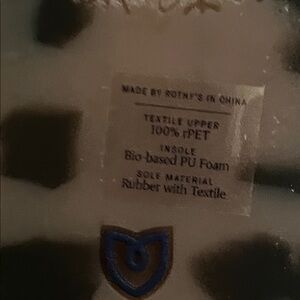 MADE BY ROTHY'S IN CHINA
TEXTILE UPPER
100% rPET
INSOLE
Bio-based PU Foam
SOLE MATERIAL
Rubber with Textile